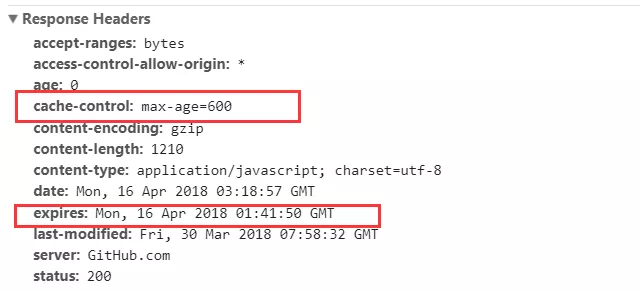 Response Headers
accept-ranges: bytes
access-control-allow-origin: *
age: 0
cache-control: max-age=600
content-encoding: gzip
content-length: 1210
content-type: application/javascript; charset=utf-8
date: Mon, 16 Apr 2018 03:18:57 GMT
expires: Mon, 16 Apr 2018 01:41:50 GMT
last-modified: Fri, 30 Mar 2018 07:58:32 GMT
server: GitHub.com
status: 200